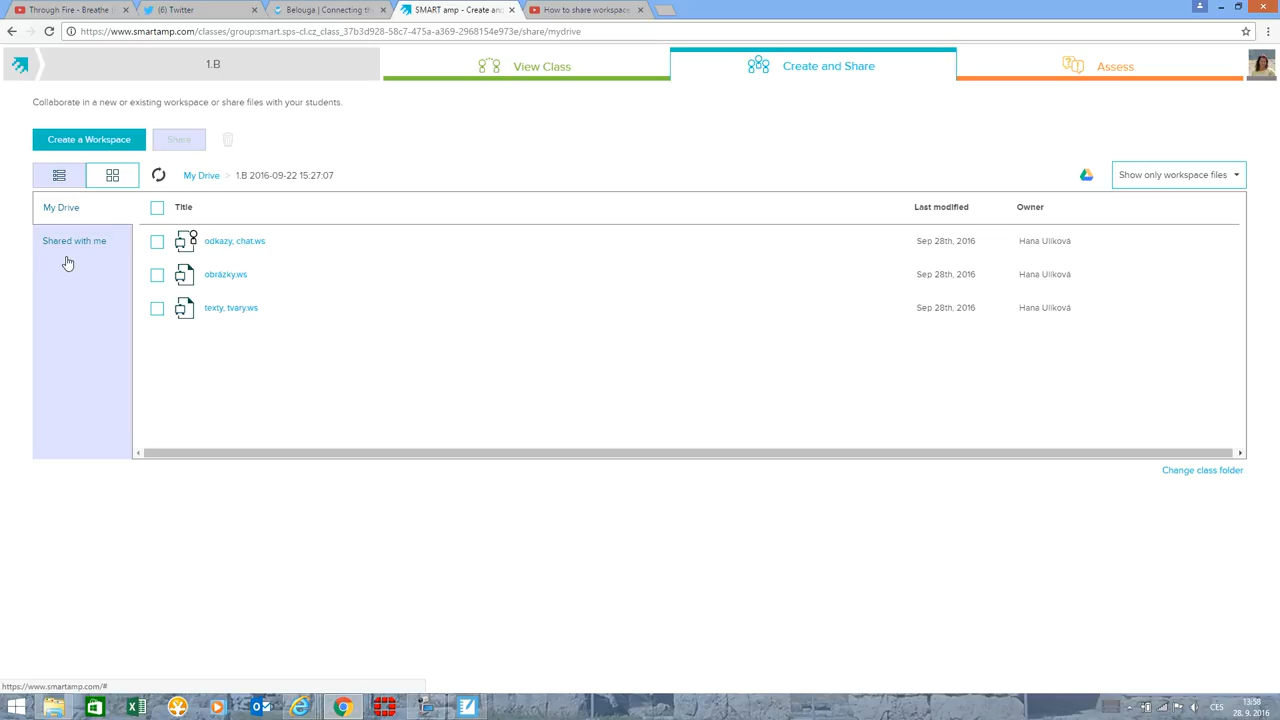 Through Fire - Breathe (
(6) Twitter
Belouga | Connecting th
SMART amp - Create an
How to share workspac
https://www.smartamp.com/classes/group:smart.sps-cl.cz_class_37b3d928-58c7-475a-a369-2968154e973e/share/mydrive
1.B
View Class
Create and Share
Assess
Collaborate in a new or existing workspace or share files with your students.
Create a Workspace
Share
My Drive > 1.B 2016-09-22 15:27:07
Show only workspace files
My Drive
Title
Last modified
Owner
Shared with me
odkazy, chat.ws
Sep 28th, 2016
Hana Ulíková
obrázky.ws
Sep 28th, 2016
Hana Ulíková
texty, tvary.ws
Sep 28th, 2016
Hana Ulíková
Change class folder
https://www.smartamp.com/#
CES
13:58
28. 9. 2016